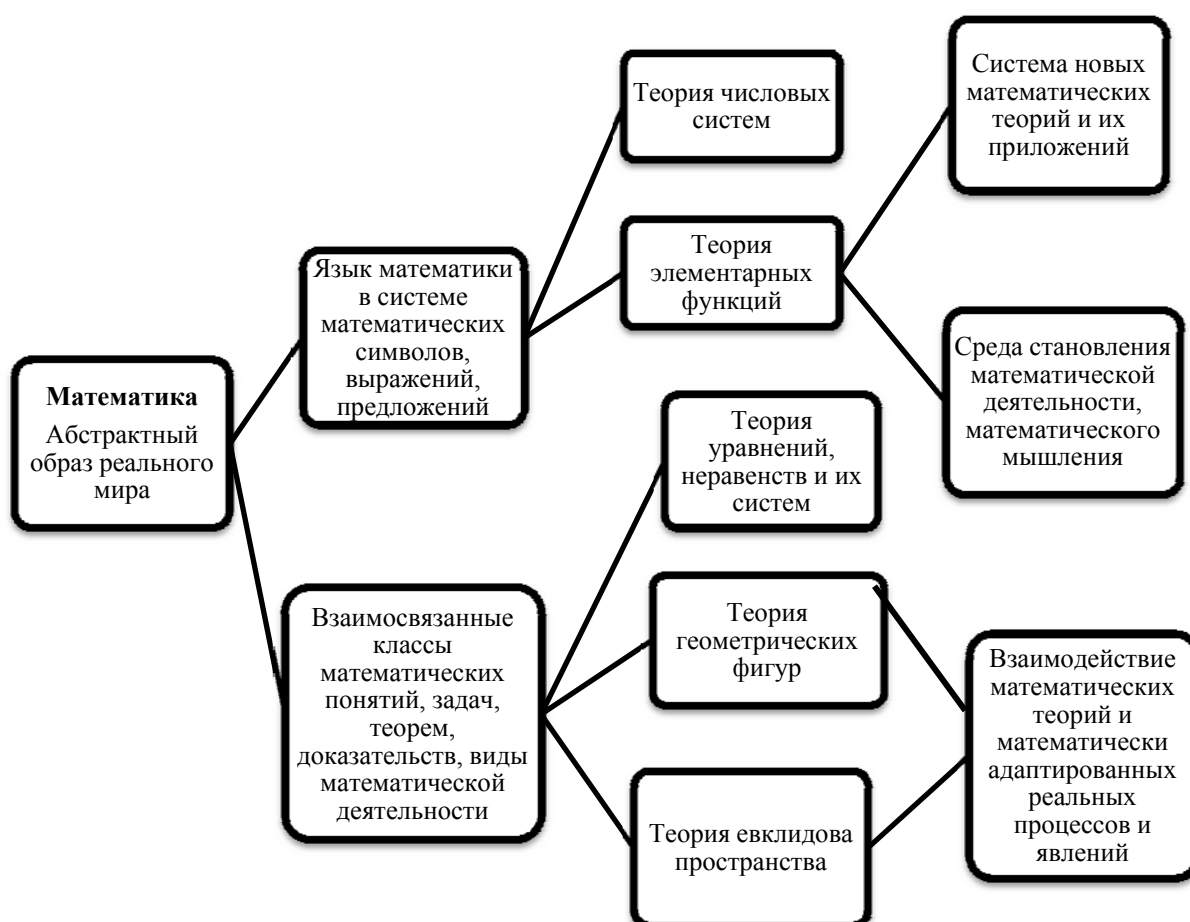 Математика
Абстрактный
образ реального
мира
Язык математики
в системе
математических
символов,
выражений,
предложений
Взаимосвязанные
классы
математических
понятий, задач,
теорем,
доказательств, виды
математической
деятельности
Теория числовых
систем
Теория
элементарных
функций
Теория
уравнений,
неравенств и их
систем
Теория
геометрических
фигур
Теория евклидова
пространства
Система новых
математических
теорий и их
приложений
Среда становления
математической
деятельности,
математического
мышления
Взаимодействие
математических
теорий и
математически
адаптированных
реальных
процессов и
явлений